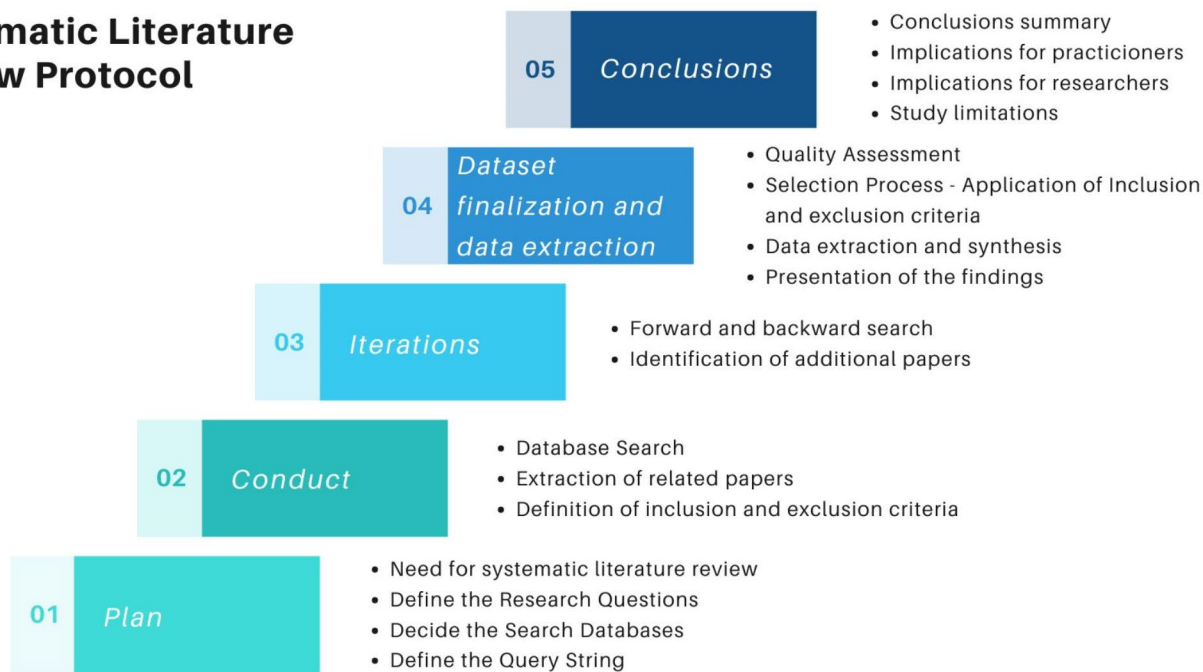 matic Literature
w Protocol
05
Conclusions
• Conclusions summary
• Implications for practicioners
• Implications for researchers
• Study limitations
04
Dataset
finalization and
data extraction
• Quality Assessment
• Selection Process - Application of Inclusion
and exclusion criteria
• Data extraction and synthesis
• Presentation of the findings
03
Iterations
• Forward and backward search
• Identification of additional papers
02
Conduct
• Database Search
• Extraction of related papers
• Definition of inclusion and exclusion criteria
01
Plan
• Need for systematic literature review
• Define the Research Questions
• Decide the Search Databases
• Define the Query String